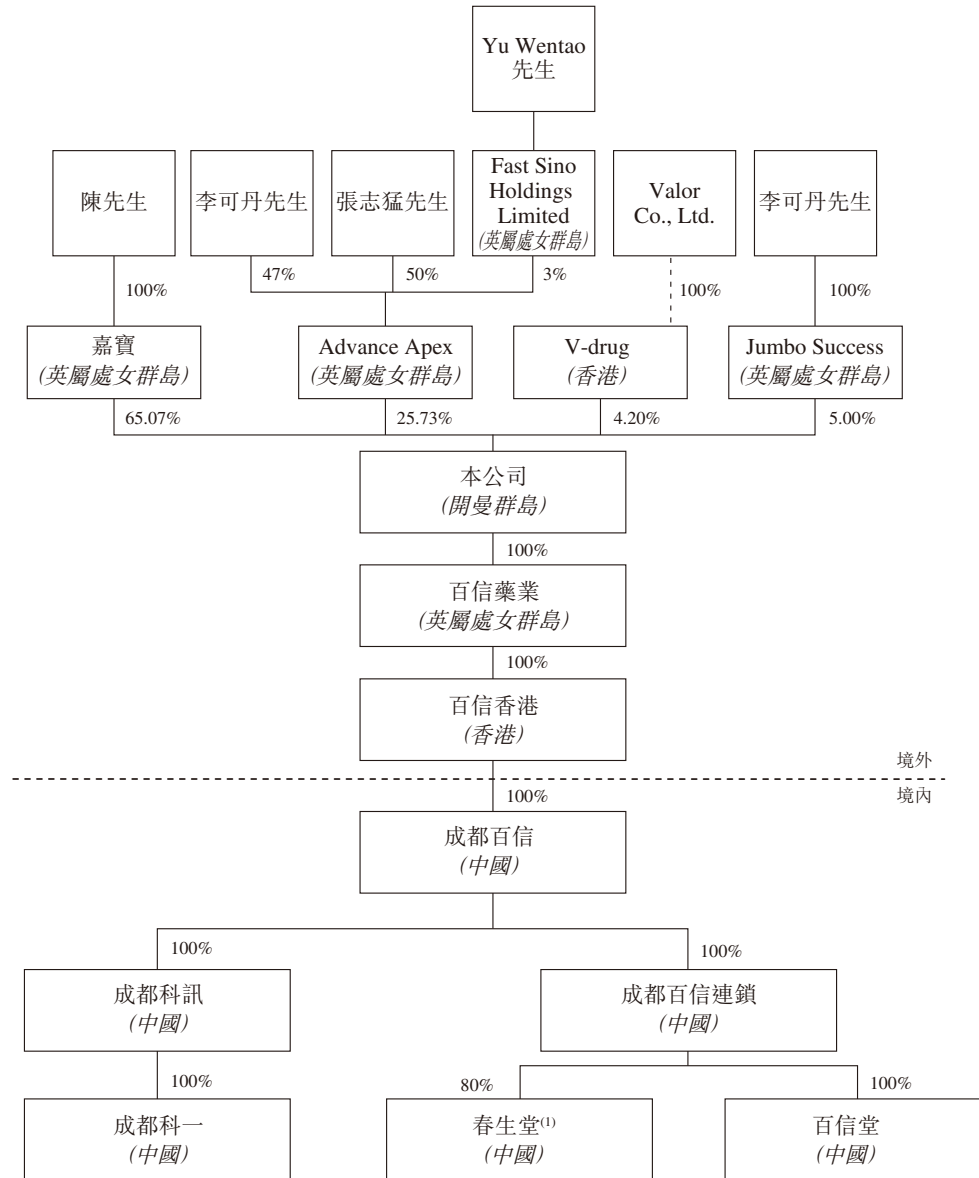 Yu Wentao
先生
陳先生
李可丹先生
張志猛先生
Fast Sino
Holdings
Limited
(英屬處女群島)
Valor
Co., Ltd.
李可丹先生
100%
47%
50%
3%
100%
100%
嘉寶
(英屬處女群島)
Advance Apex
(英屬處女群島)
V-drug
(香港)
Jumbo Success
(英屬處女群島)
65.07%
25.73%
4.20%
5.00%
本公司
(開曼群島)
100%
百信藥業
(英屬處女群島)
100%
百信香港
(香港)
境外
境內
100%
成都百信
(中國)
100%
100%
成都科訊
(中國)
成都百信連鎖
(中國)
100%
80%
100%
成都科一
(中國)
春生堂(1)
(中國)
百信堂
(中國)